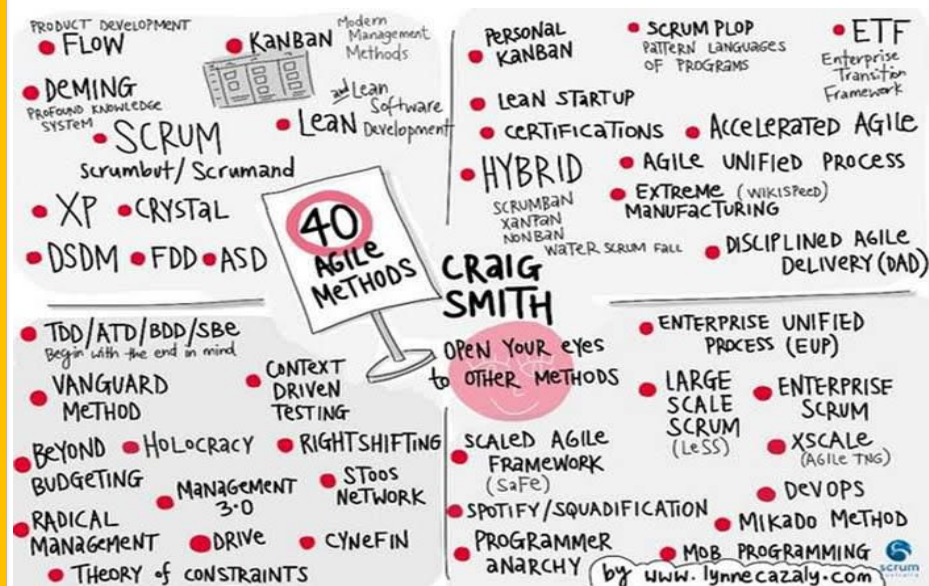 PRODUCT DEVELOPMENT
FLOW
KANBAN
Modern
Management
Methods
DEMING
PROFOUND KNOWLEDGE
SYSTEM
and Lean
Software
Development
LEAN
SCRUM
Scrumbut/Scrumand
XP
CRYSTAL
DSDM
FDD
ASD
PERSONAL
KANBAN
SCRUM PLOP
PATTERN LANGUAGES
OF PROGRAMS
ETF
Enterprise
Transition
Framework
LEAN STARTUP
CERTIFICATIONS
ACCELERATED AGILE
HYBRID
SCRUMBAN
XANPAN
NONBAN
WATER SCRUM FALL
AGILE UNIFIED PROCESS
EXTREME (WIKISPEED)
MANUFACTURING
DISCIPLINED AGILE
DELIVERY (DAD)
40
AGILE
METHODS
CRAIG
SMITH
OPEN YOUR EYES
to OTHER METHODS
TDD/ATD/BDD/SBE
Begin with the end in mind
VANGUARD
METHOD
CONTEXT
DRIVEN
TESTING
BEYOND
BUDGETING
HOLOCRACY
RIGHTSHIFTING
MANAGEMENT
3.0
STOOS
NETWORK
RADICAL
MANAGEMENT
DRIVE
CYNEFIN
THEORY of CONSTRAINTS
ENTERPRISE UNIFIED
PROCESS (EUP)
LARGE
SCALE
SCRUM
(LeSS)
ENTERPRISE
SCRUM
XSCALE
(AGILE TNG)
SCALED AGILE
FRAMEWORK
(SaFe)
DEVOPS
SPOTIFY/SQUADIFICATION
MIKADO METHOD
PROGRAMMER
ANARCHY
MOB PROGRAMMING
by www.lynnecazaly.com
scrum